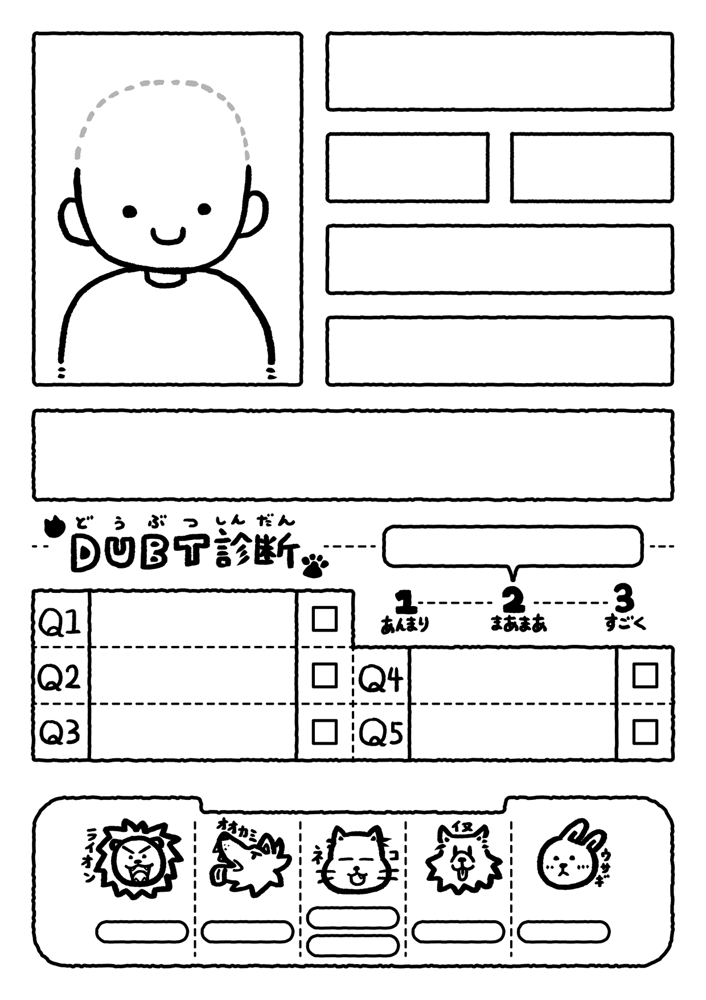 どうぶつしんだん
DUBT診断
1 2 3
あんまり まあまあ すごく
Q1
Q2
Q3
Q4
Q5
ライオン
オオカミ
ネコ
イヌ
ウサギ